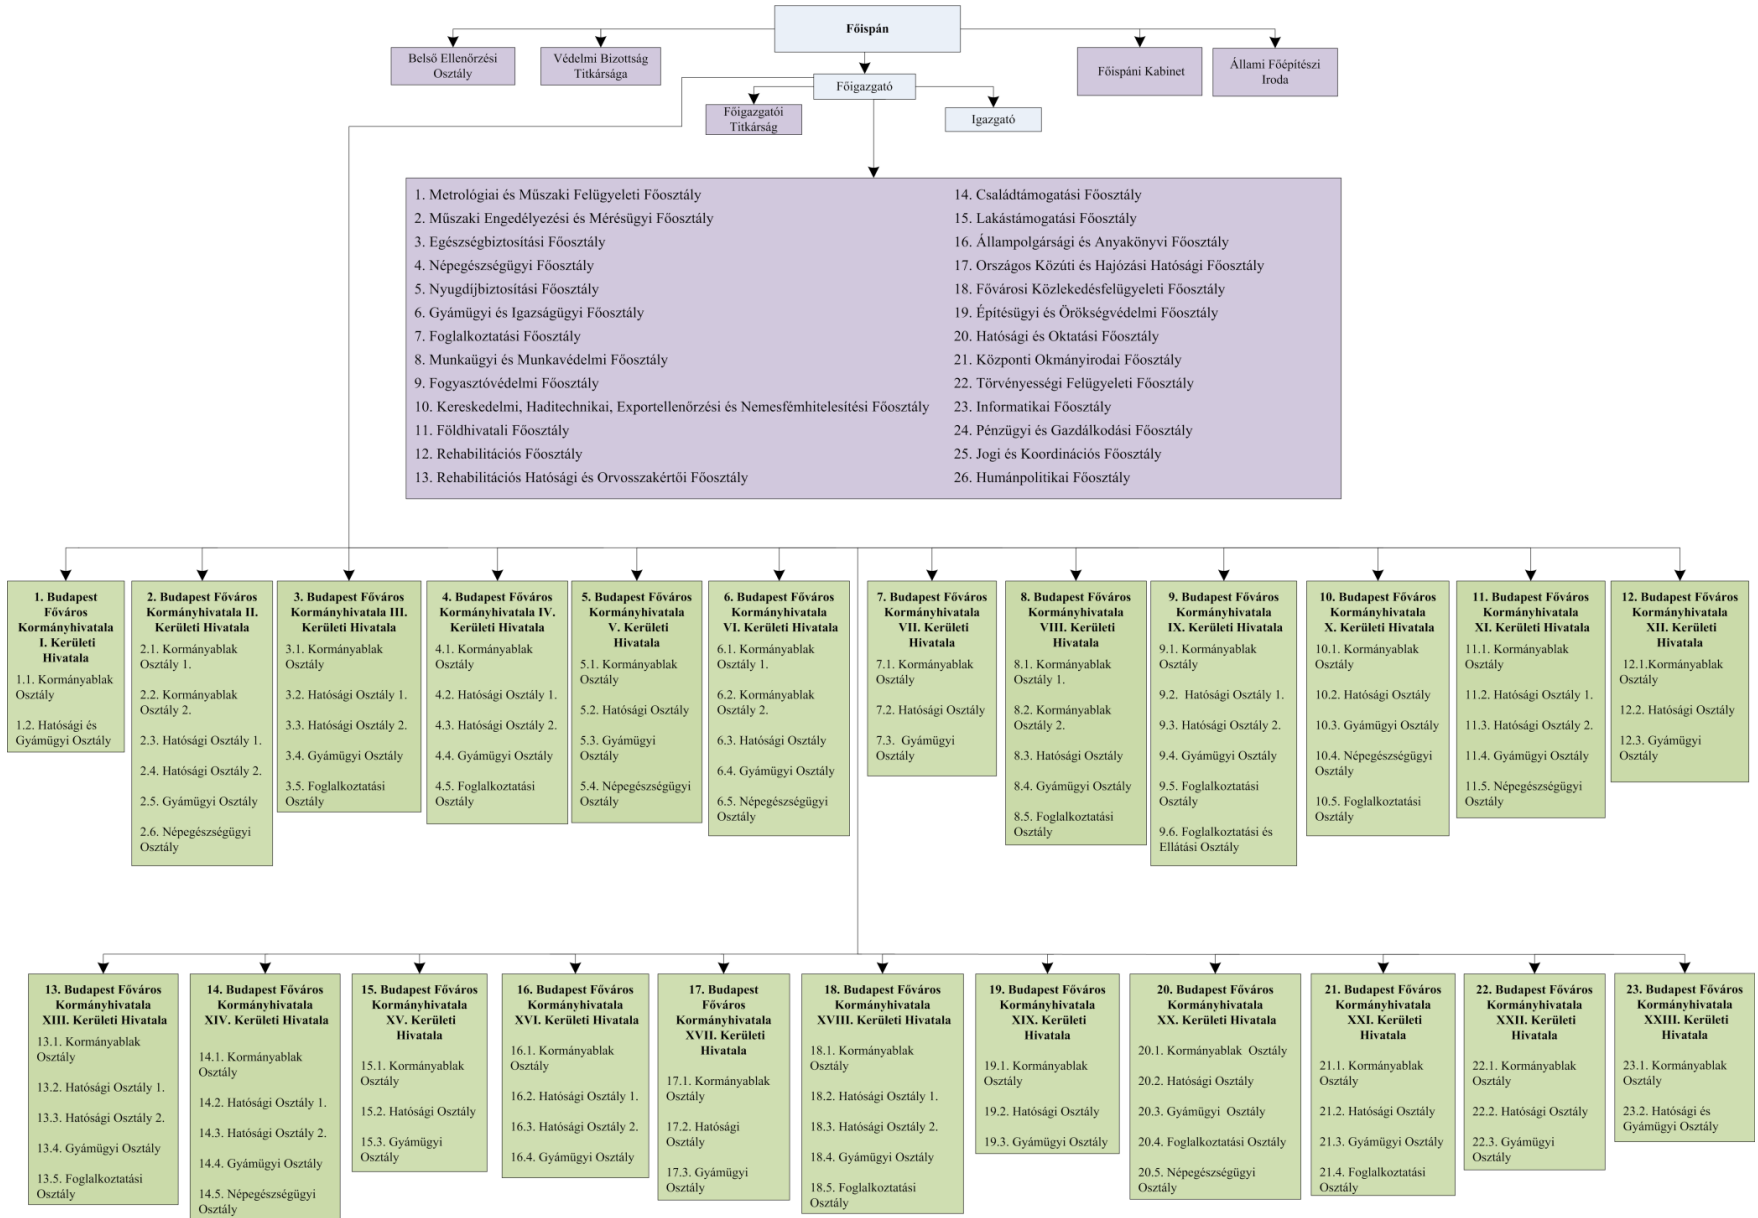 Főispán
Belső Ellenőrzési
Osztály
Védelmi Bizottság
Titkársága
Főispáni Kabinet
Állami Főépítészi
Iroda
Főigazgató
Főigazgatói
Titkárság
Igazgató
1. Metrológiai és Műszaki Felügyeleti Főosztály
2. Műszaki Engedélyezési és Mérésügyi Főosztály
3. Egészségbiztosítási Főosztály
4. Népegészségügyi Főosztály
5. Nyugdíjbiztosítási Főosztály
6. Gyámügyi és Igazságügyi Főosztály
7. Foglalkoztatási Főosztály
8. Munkaügyi és Munkavédelmi Főosztály
9. Fogyasztóvédelmi Főosztály
10. Kereskedelmi, Haditechnikai, Exportellenőrzési és Nemesfémhitelesítési Főosztály
11. Földhivatali Főosztály
12. Rehabilitációs Főosztály
13. Rehabilitációs Hatósági és Orvosszakértői Főosztály
14. Családtámogatási Főosztály
15. Lakástámogatási Főosztály
16. Állampolgársági és Anyakönyvi Főosztály
17. Országos Közúti és Hajózási Hatósági Főosztály
18. Fővárosi Közlekedésfelügyeleti Főosztály
19. Építésügyi és Örökségvédelmi Főosztály
20. Hatósági és Oktatási Főosztály
21. Központi Okmányirodai Főosztály
22. Törvényességi Felügyeleti Főosztály
23. Informatikai Főosztály
24. Pénzügyi és Gazdálkodási Főosztály
25. Jogi és Koordinációs Főosztály
26. Humánpolitikai Főosztály
1. Budapest
Főváros
Kormányhivatala
I. Kerületi
Hivatala
1.1. Kormányablak
Osztály
1.2. Hatósági és
Gyámügyi Osztály
2. Budapest Főváros
Kormányhivatala II.
Kerületi Hivatala
2.1. Kormányablak
Osztály 1.
2.2. Kormányablak
Osztály 2.
2.3. Hatósági Osztály 1.
2.4. Hatósági Osztály 2.
2.5. Gyámügyi Osztály
2.6. Népegészségügyi
Osztály
3. Budapest Főváros
Kormányhivatala III.
Kerületi Hivatala
3.1. Kormányablak
Osztály
3.2. Hatósági Osztály 1.
3.3. Hatósági Osztály 2.
3.4. Gyámügyi Osztály
3.5. Foglalkoztatási
Osztály
4. Budapest Főváros
Kormányhivatala IV.
Kerületi Hivatala
4.1. Kormányablak
Osztály
4.2. Hatósági Osztály 1.
4.3. Hatósági Osztály 2.
4.4. Gyámügyi Osztály
4.5. Foglalkoztatási
Osztály
5. Budapest Főváros
Kormányhivatala
V. Kerületi
Hivatala
5.1. Kormányablak
Osztály
5.2. Hatósági Osztály
5.3. Gyámügyi
Osztály
5.4. Népegészségügyi
Osztály
6. Budapest Főváros
Kormányhivatala
VI. Kerületi Hivatala
6.1. Kormányablak
Osztály 1.
6.2. Kormányablak
Osztály 2.
6.3. Hatósági Osztály
6.4. Gyámügyi Osztály
6.5. Népegészségügyi
Osztály
7. Budapest Főváros
Kormányhivatala
VII. Kerületi
Hivatala
7.1. Kormányablak
Osztály
7.2. Hatósági Osztály
7.3. Gyámügyi
Osztály
8. Budapest Főváros
Kormányhivatala
VIII. Kerületi
Hivatala
8.1. Kormányablak
Osztály 1.
8.2. Kormányablak
Osztály 2.
8.3. Hatósági Osztály
8.4. Gyámügyi Osztály
8.5. Foglalkoztatási
Osztály
9. Budapest Főváros
Kormányhivatala
IX. Kerületi Hivatala
9.1. Kormányablak
Osztály
9.2. Hatósági Osztály 1.
9.3. Hatósági Osztály 2.
9.4. Gyámügyi Osztály
9.5. Foglalkoztatási
Osztály
9.6. Foglalkoztatási és
Ellátási Osztály
10. Budapest Főváros
Kormányhivatala
X. Kerületi Hivatala
10.1. Kormányablak
Osztály
10.2. Hatósági Osztály
10.3. Gyámügyi Osztály
10.4. Népegészségügyi
Osztály
10.5. Foglalkoztatási
Osztály
11. Budapest Főváros
Kormányhivatala
XI. Kerületi Hivatala
11.1. Kormányablak
Osztály
11.2. Hatósági Osztály 1.
11.3. Hatósági Osztály 2.
11.4. Gyámügyi Osztály
11.5. Népegészségügyi
Osztály
12. Budapest Főváros
Kormányhivatala
XII. Kerületi
Hivatala
12.1.Kormányablak
Osztály
12.2. Hatósági Osztály
12.3. Gyámügyi
Osztály
13. Budapest Főváros
Kormányhivatala
XIII. Kerületi Hivatala
13.1. Kormányablak
Osztály
13.2. Hatósági Osztály 1.
13.3. Hatósági Osztály 2.
13.4. Gyámügyi Osztály
13.5. Foglalkoztatási
Osztály
14. Budapest Főváros
Kormányhivatala
XIV. Kerületi Hivatala
14.1. Kormányablak
Osztály
14.2. Hatósági Osztály 1.
14.3. Hatósági Osztály 2.
14.4. Gyámügyi Osztály
14.5. Népegészségügyi
Osztály
15. Budapest Főváros
Kormányhivatala
XV. Kerületi
Hivatala
15.1. Kormányablak
Osztály
15.2. Hatósági Osztály
15.3. Gyámügyi
Osztály
16. Budapest Főváros
Kormányhivatala
XVI. Kerületi Hivatala
16.1. Kormányablak
Osztály
16.2. Hatósági Osztály 1.
16.3. Hatósági Osztály 2.
16.4. Gyámügyi Osztály
17. Budapest
Főváros
Kormányhivatala
XVII. Kerületi
Hivatala
17.1. Kormányablak
Osztály
17.2. Hatósági
Osztály
17.3. Gyámügyi
Osztály
18. Budapest Főváros
Kormányhivatala
XVIII. Kerületi
Hivatala
18.1. Kormányablak
Osztály
18.2. Hatósági Osztály 1.
18.3. Hatósági Osztály 2.
18.4. Gyámügyi Osztály
18.5. Foglalkoztatási
Osztály
19. Budapest Főváros
Kormányhivatala
XIX. Kerületi
Hivatala
19.1. Kormányablak
Osztály
19.2. Hatósági Osztály
19.3. Gyámügyi Osztály
20. Budapest Főváros
Kormányhivatala
XX. Kerületi Hivatala
20.1. Kormányablak Osztály
20.2. Hatósági Osztály
20.3. Gyámügyi Osztály
20.4. Foglalkoztatási Osztály
20.5. Népegészségügyi
Osztály
21. Budapest Főváros
Kormányhivatala
XXI. Kerületi
Hivatala
21.1. Kormányablak
Osztály
21.2. Hatósági Osztály
21.3. Gyámügyi Osztály
21.4. Foglalkoztatási
Osztály
22. Budapest Főváros
Kormányhivatala
XXII. Kerületi
Hivatala
22.1. Kormányablak
Osztály
22.2. Hatósági Osztály
22.3. Gyámügyi
Osztály
23. Budapest Főváros
Kormányhivatala
XXIII. Kerületi
Hivatala
23.1. Kormányablak
Osztály
23.2. Hatósági és
Gyámügyi Osztály